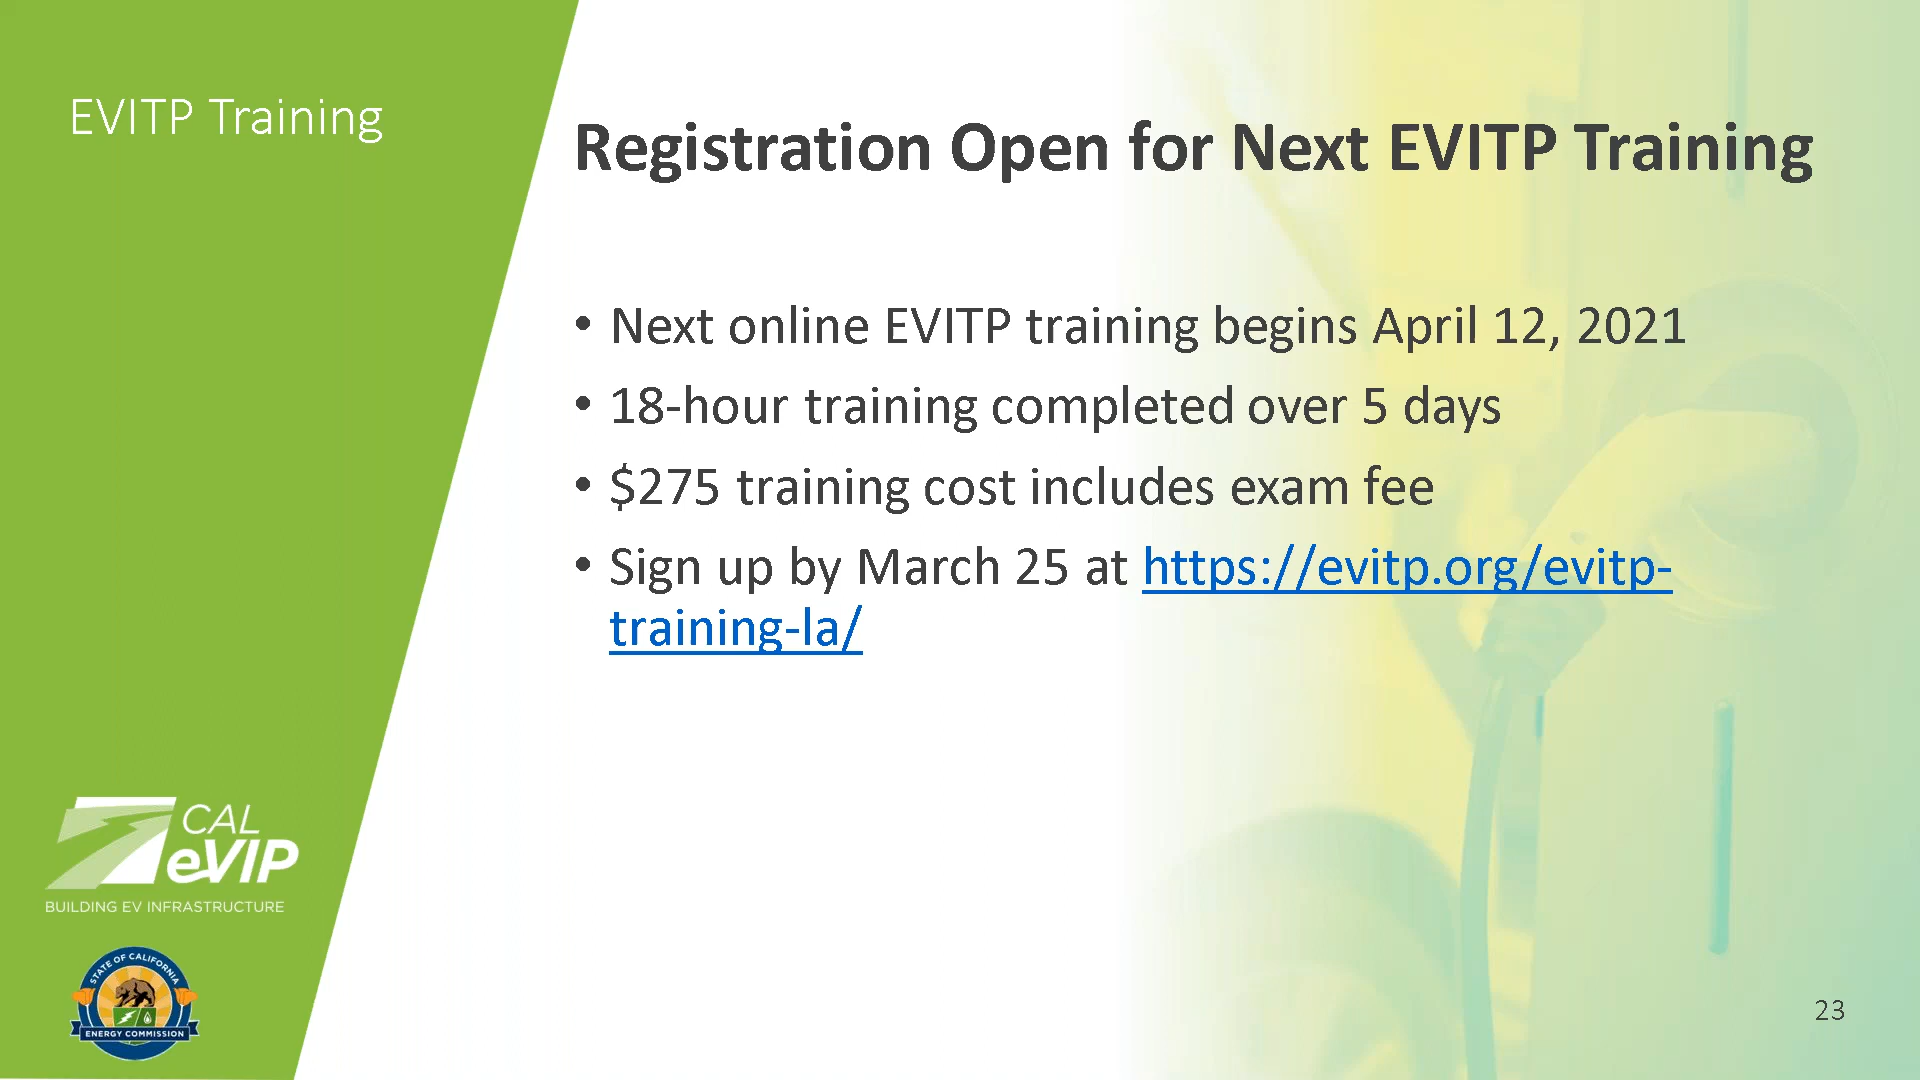 EVITP Training
Registration Open for Next EVITP Training
• Next online EVITP training begins April 12, 2021
• 18-hour training completed over 5 days
• $275 training cost includes exam fee
• Sign up by March 25 at https://evitp.org/evitp-
training-la/
CAL
eVIP
BUILDING EV INFRASTRUCTURE
STATE OF CALIFORNIA
ENERGY COMMISSION
23